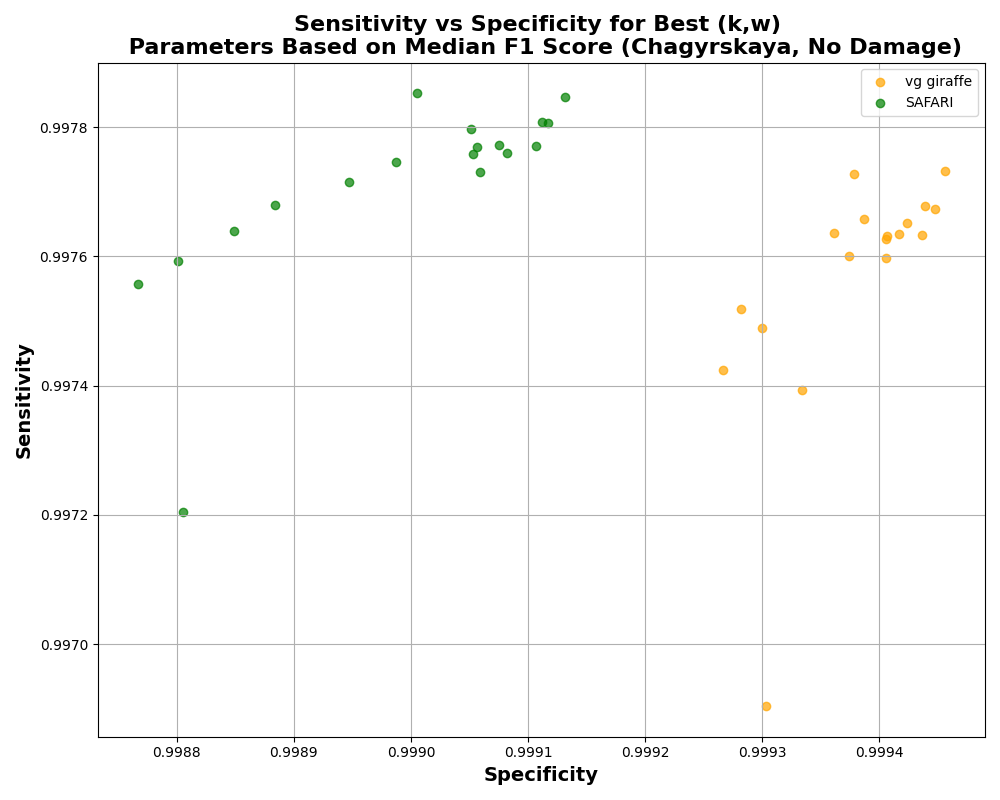 Sensitivity vs Specificity for Best (k,w)
Parameters Based on Median F1 Score (Chagyrskaya, No Damage)
vg giraffe
SAFARI
Sensitivity
0.9978
0.9976
0.9974
0.9972
0.9970
0.9988
0.9989
0.9990
0.9991
0.9992
0.9993
0.9994
Specificity